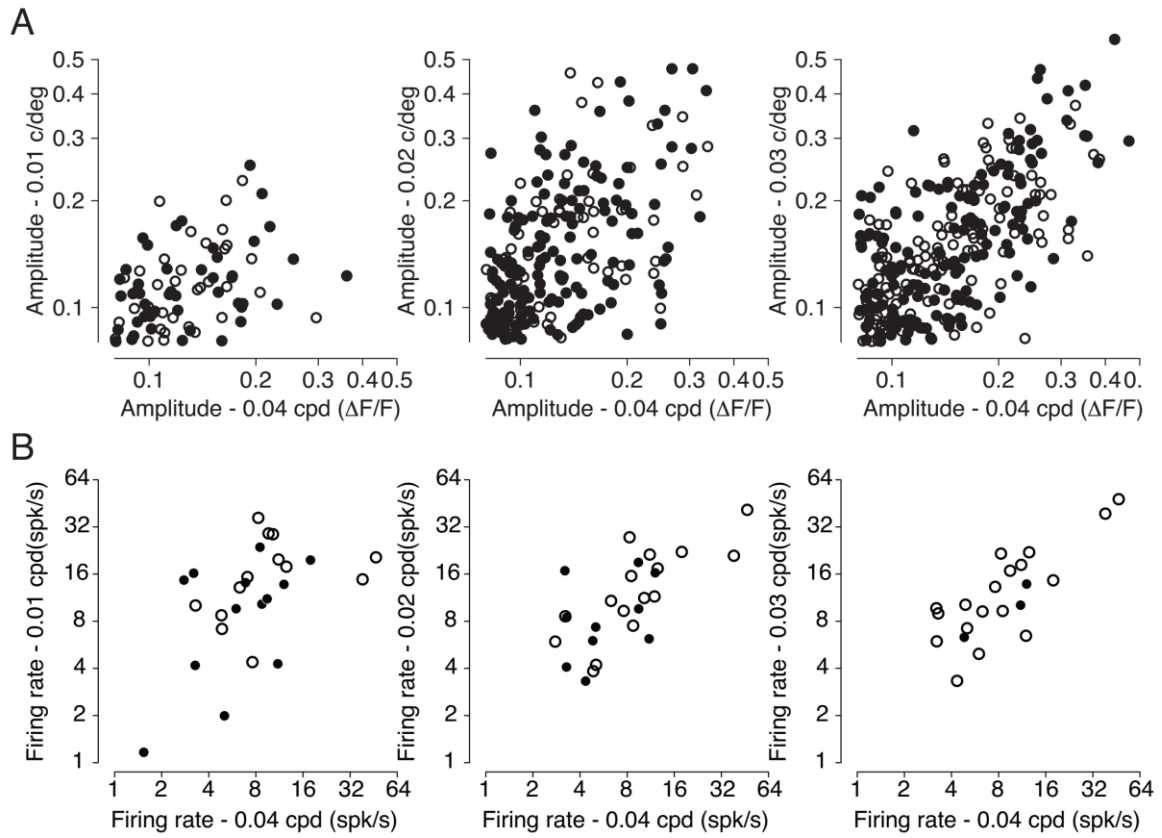 A
Amplitude - 0.01 c/deg
0.5
0.4
0.3
0.2
0.1
0.1 0.2 0.3 0.4 0.5
Amplitude - 0.04 cpd (ΔF/F)
Amplitude - 0.02 c/deg
0.5
0.4
0.3
0.2
0.1
0.1 0.2 0.3 0.4 0.5
Amplitude - 0.04 cpd (ΔF/F)
Amplitude - 0.03 c/deg
0.5
0.4
0.3
0.2
0.1
0.1 0.2 0.3 0.4 0.
Amplitude - 0.04 cpd (ΔF/F)
B
Firing rate - 0.01 cpd(spk/s)
64
32
16
8
4
2
1
1 2 4 8 16 32 64
Firing rate - 0.04 cpd (spk/s)
Firing rate - 0.02 cpd(spk/s)
64
32
16
8
4
2
1
1 2 4 8 16 32 64
Firing rate - 0.04 cpd (spk/s)
Firing rate - 0.03 cpd(spk/s)
64
32
16
8
4
2
1
1 2 4 8 16 32 64
Firing rate - 0.04 cpd (spk/s)